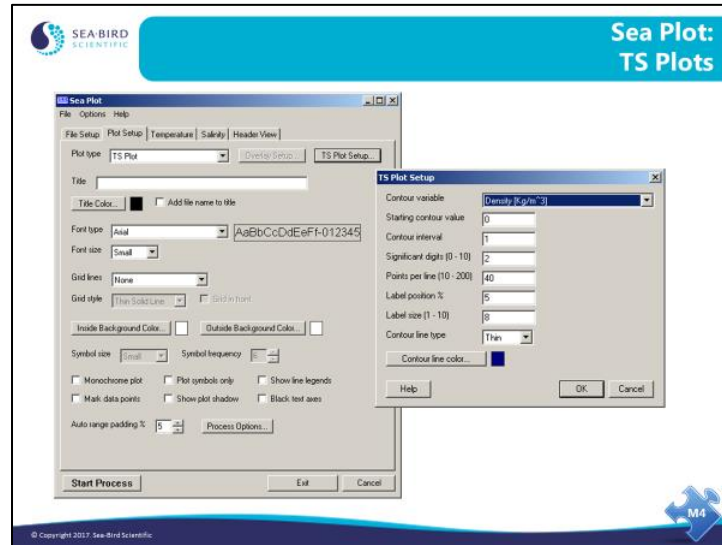 SEA·BIRD
SCIENTIFIC
Sea Plot:
TS Plots
Sea Plot
File Options Help
File Setup Plot Setup Temperature Salinity Header View
Plot type TS Plot Overlay Setup... TS Plot Setup...
Title
Title Color... Add file name to title
Font type Arial AaBbCcDdEeFf-012345
Font size Small
Grid lines None
Grid style Thin Solid Line Grid in front
Inside Background Color... Outside Background Color...
Symbol size Small Symbol frequency 6
Monochrome plot Plot symbols only Show line legends
Mark data points Show plot shadow Black text axes
Auto range padding % 5 Process Options...
Start Process Exit Cancel
TS Plot Setup
Contour variable Density [Kg/m^3]
Starting contour value 0
Contour interval 1
Significant digits (0 - 10) 2
Points per line (10 - 200) 40
Label position % 5
Label size (1 - 10) 8
Contour line type Thin
Contour line color...
Help OK Cancel
M4
© Copyright 2017. Sea-Bird Scientific